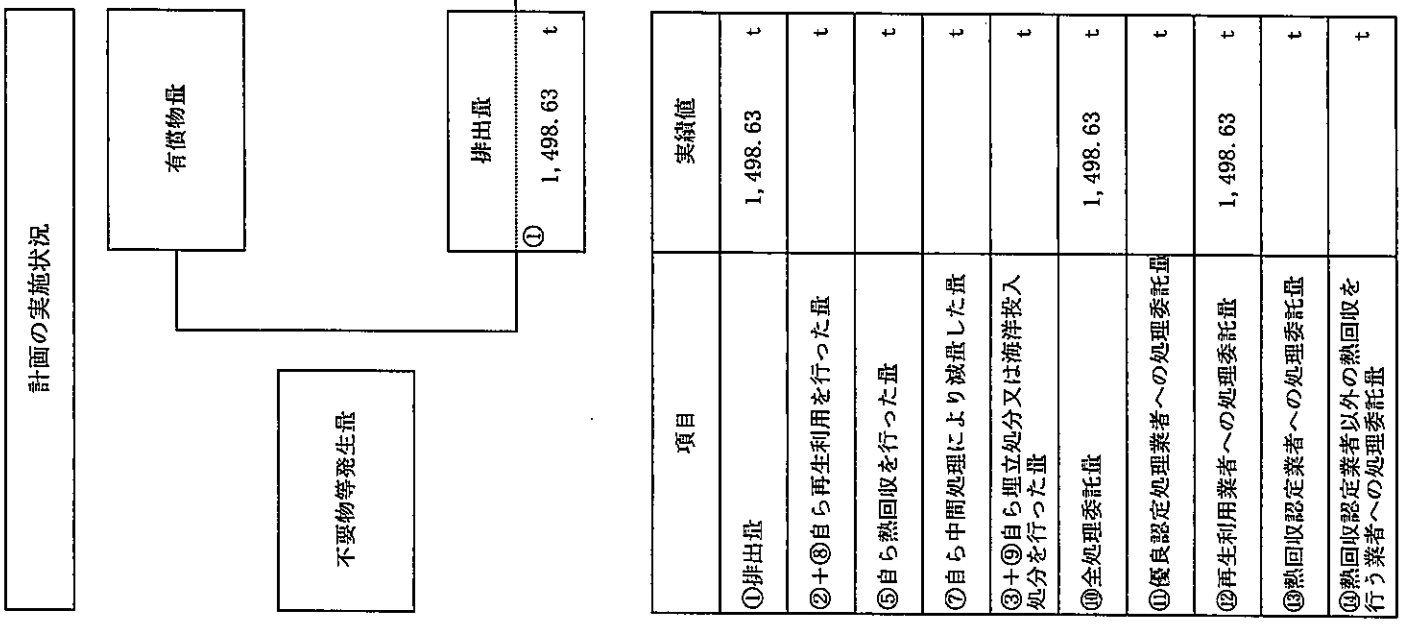 計画の実施状況
有償物量
不要物等発生量
排出量
① 1,498.63 t
項目 実績値
①排出量 1,498.63 t
②+⑧自ら再生利用を行った量 t
⑤自ら熱回収を行った量 t
⑦自ら中間処理により減量した量 t
③+⑨自ら埋立処分又は海洋投入
処分を行った量 t
⑩全処理委託量 1,498.63 t
⑪優良認定処理業者への処理委託量 t
⑫再生利用業者への処理委託量 1,498.63 t
⑬熱回収認定業者への処理委託量 t
⑭熱回収認定業者以外の熱回収を
行う業者への処理委託量 t